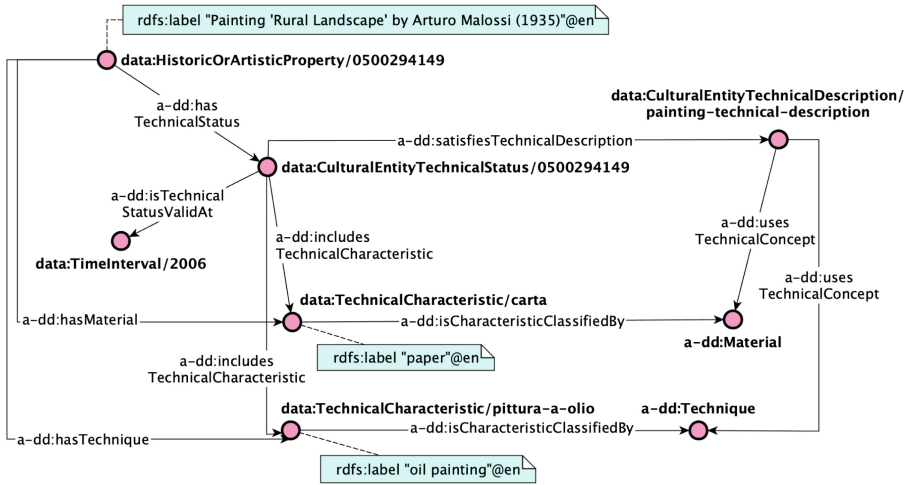 rdfs:label "Painting 'Rural Landscape' by Arturo Malossi (1935)"@en
data:HistoricOrArtisticProperty/0500294149
a-dd:has
TechnicalStatus
data:CulturalEntityTechnicalDescription/
painting-technical-description
a-dd:satisfiesTechnicalDescription
data:CulturalEntityTechnicalStatus/0500294149
a-dd:isTechnical
StatusValidAt
data:TimeInterval/2006
a-dd:includes
TechnicalCharacteristic
a-dd:uses
TechnicalConcept
a-dd:uses
TechnicalConcept
data:TechnicalCharacteristic/carta
a-dd:hasMaterial
a-dd:isCharacteristicClassifiedBy
a-dd:Material
rdfs:label "paper"@en
a-dd:includes
TechnicalCharacteristic
data:TechnicalCharacteristic/pittura-a-olio
a-dd:Technique
a-dd:hasTechnique
a-dd:isCharacteristicClassifiedBy
rdfs:label "oil painting"@en